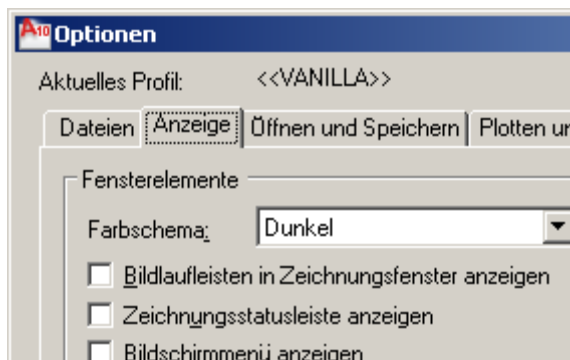 A10 Optionen
Aktuelles Profil: <<VANILLA>>
Dateien Anzeige Öffnen und Speichern Plotten
Fensterelemente
Farbschema: Dunkel
Bildlaufleisten in Zeichnungsfenster anzeigen
Zeichnungsstatusleiste anzeigen
Bildschirmmenü anzeigen